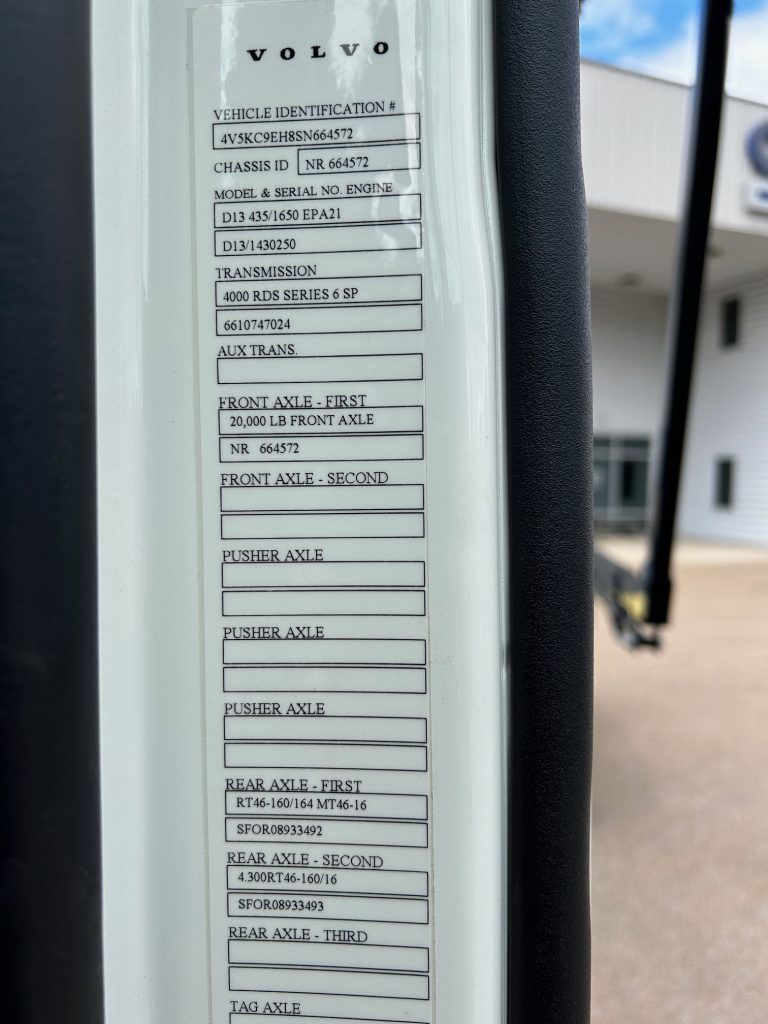 VOLVO
VEHICLE IDENTIFICATION #
4V5KC9EH8SN664572
CHASSIS ID NR 664572
MODEL & SERIAL NO. ENGINE
D13 435/1650 EPA21
D13/1430250
TRANSMISSION
4000 RDS SERIES 6 SP
6610747024
AUX TRANS.
FRONT AXLE - FIRST
20,000 LB FRONT AXLE
NR 664572
FRONT AXLE - SECOND
PUSHER AXLE
PUSHER AXLE
PUSHER AXLE
REAR AXLE - FIRST
RT46-160/164 MT46-16
SFOR08933492
REAR AXLE - SECOND
4.300RT46-160/16
SFOR08933493
REAR AXLE - THIRD
TAG AXLE